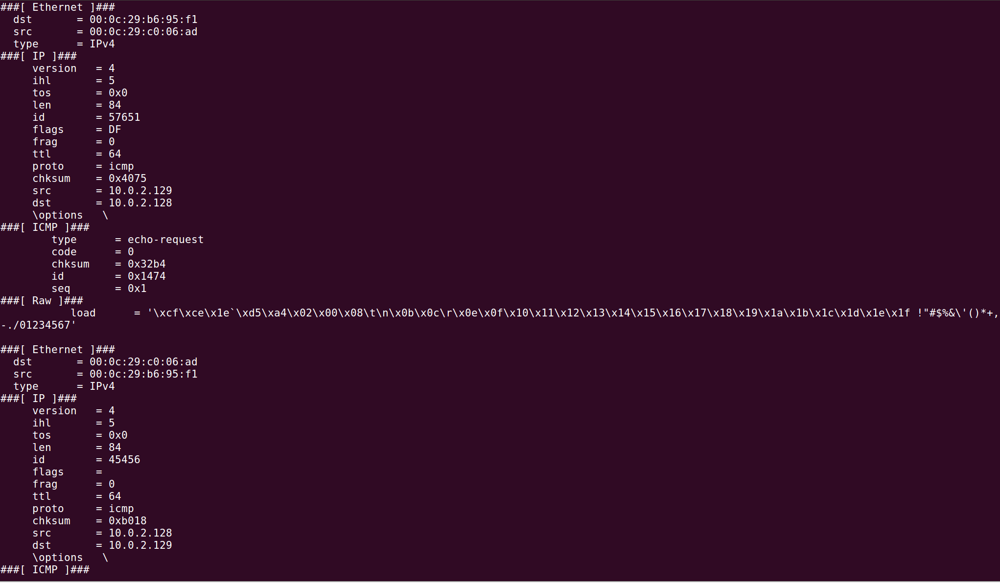 ###[ Ethernet ]###
  dst       = 00:0c:29:b6:95:f1
  src       = 00:0c:29:c0:06:ad
  type      = IPv4
###[ IP ]###
     version   = 4
     ihl       = 5
     tos       = 0x0
     len       = 84
     id        = 57651
     flags     = DF
     frag      = 0
     ttl       = 64
     proto     = icmp
     chksum    = 0x4075
     src       = 10.0.2.129
     dst       = 10.0.2.128
     \options   \
###[ ICMP ]###
        type      = echo-request
        code      = 0
        chksum    = 0x32b4
        id        = 0x1474
        seq       = 0x1
###[ Raw ]###
           load      = '\xcf\xce\x1e`\xd5\xa4\x02\x00\x08\t\n\x0b\x0c\r\x0e\x0f\x10\x11\x12\x13\x14\x15\x16\x17\x18\x19\x1a\x1b\x1c\x1d\x1e\x1f !"#$%&\'()*+,
-./01234567'

###[ Ethernet ]###
  dst       = 00:0c:29:c0:06:ad
  src       = 00:0c:29:b6:95:f1
  type      = IPv4
###[ IP ]###
     version   = 4
     ihl       = 5
     tos       = 0x0
     len       = 84
     id        = 45456
     flags     =
     frag      = 0
     ttl       = 64
     proto     = icmp
     chksum    = 0xb018
     src       = 10.0.2.128
     dst       = 10.0.2.129
     \options   \
###[ ICMP ]###